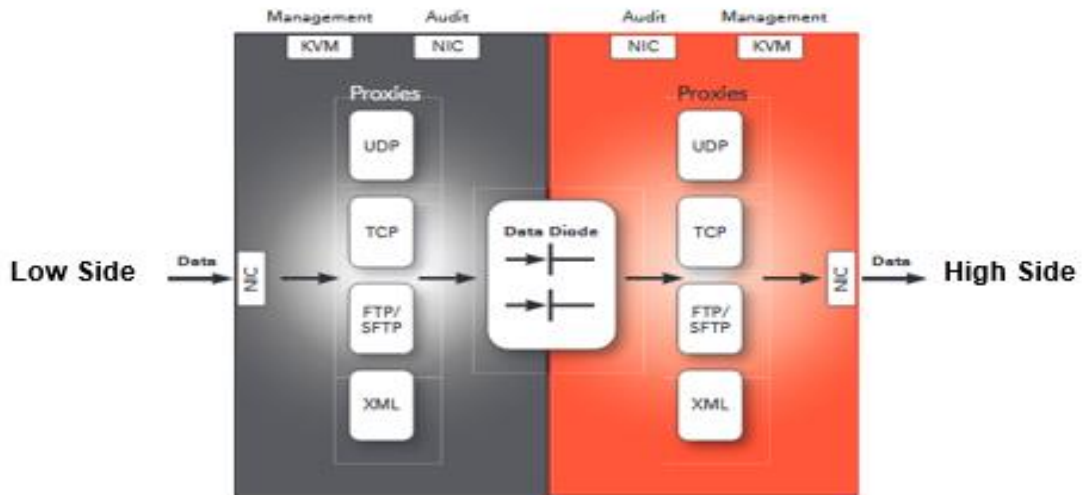 Management Audit Audit Management
KVM NIC NIC KVM
Proxies Proxies
UDP UDP
TCP Data Diode TCP
Low Side Data NIC NIC Data High Side
FTP/ FTP/
SFTP SFTP
XML XML